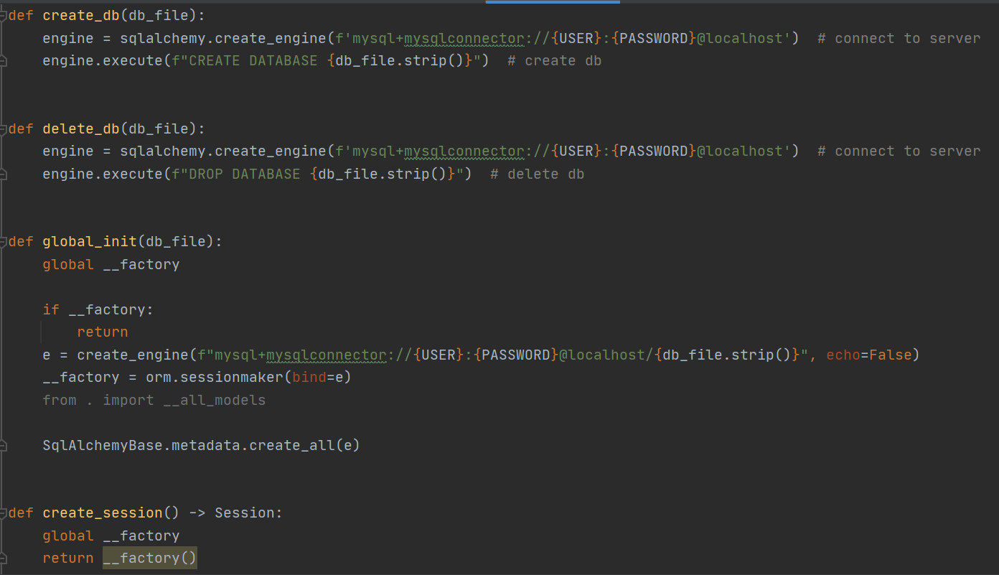 def create_db(db_file):
    engine = sqlalchemy.create_engine(f'mysql+mysqlconnector://{USER}:{PASSWORD}@localhost')  # connect to server
    engine.execute(f"CREATE DATABASE {db_file.strip()}")  # create db
def delete_db(db_file):
    engine = sqlalchemy.create_engine(f'mysql+mysqlconnector://{USER}:{PASSWORD}@localhost')  # connect to server
    engine.execute(f"DROP DATABASE {db_file.strip()}")  # delete db
def global_init(db_file):
    global __factory
    if __factory:
        return
    e = create_engine(f"mysql+mysqlconnector://{USER}:{PASSWORD}@localhost/{db_file.strip()}", echo=False)
    __factory = orm.sessionmaker(bind=e)
    from . import __all_models
    SqlAlchemyBase.metadata.create_all(e)
def create_session() -> Session:
    global __factory
    return __factory()